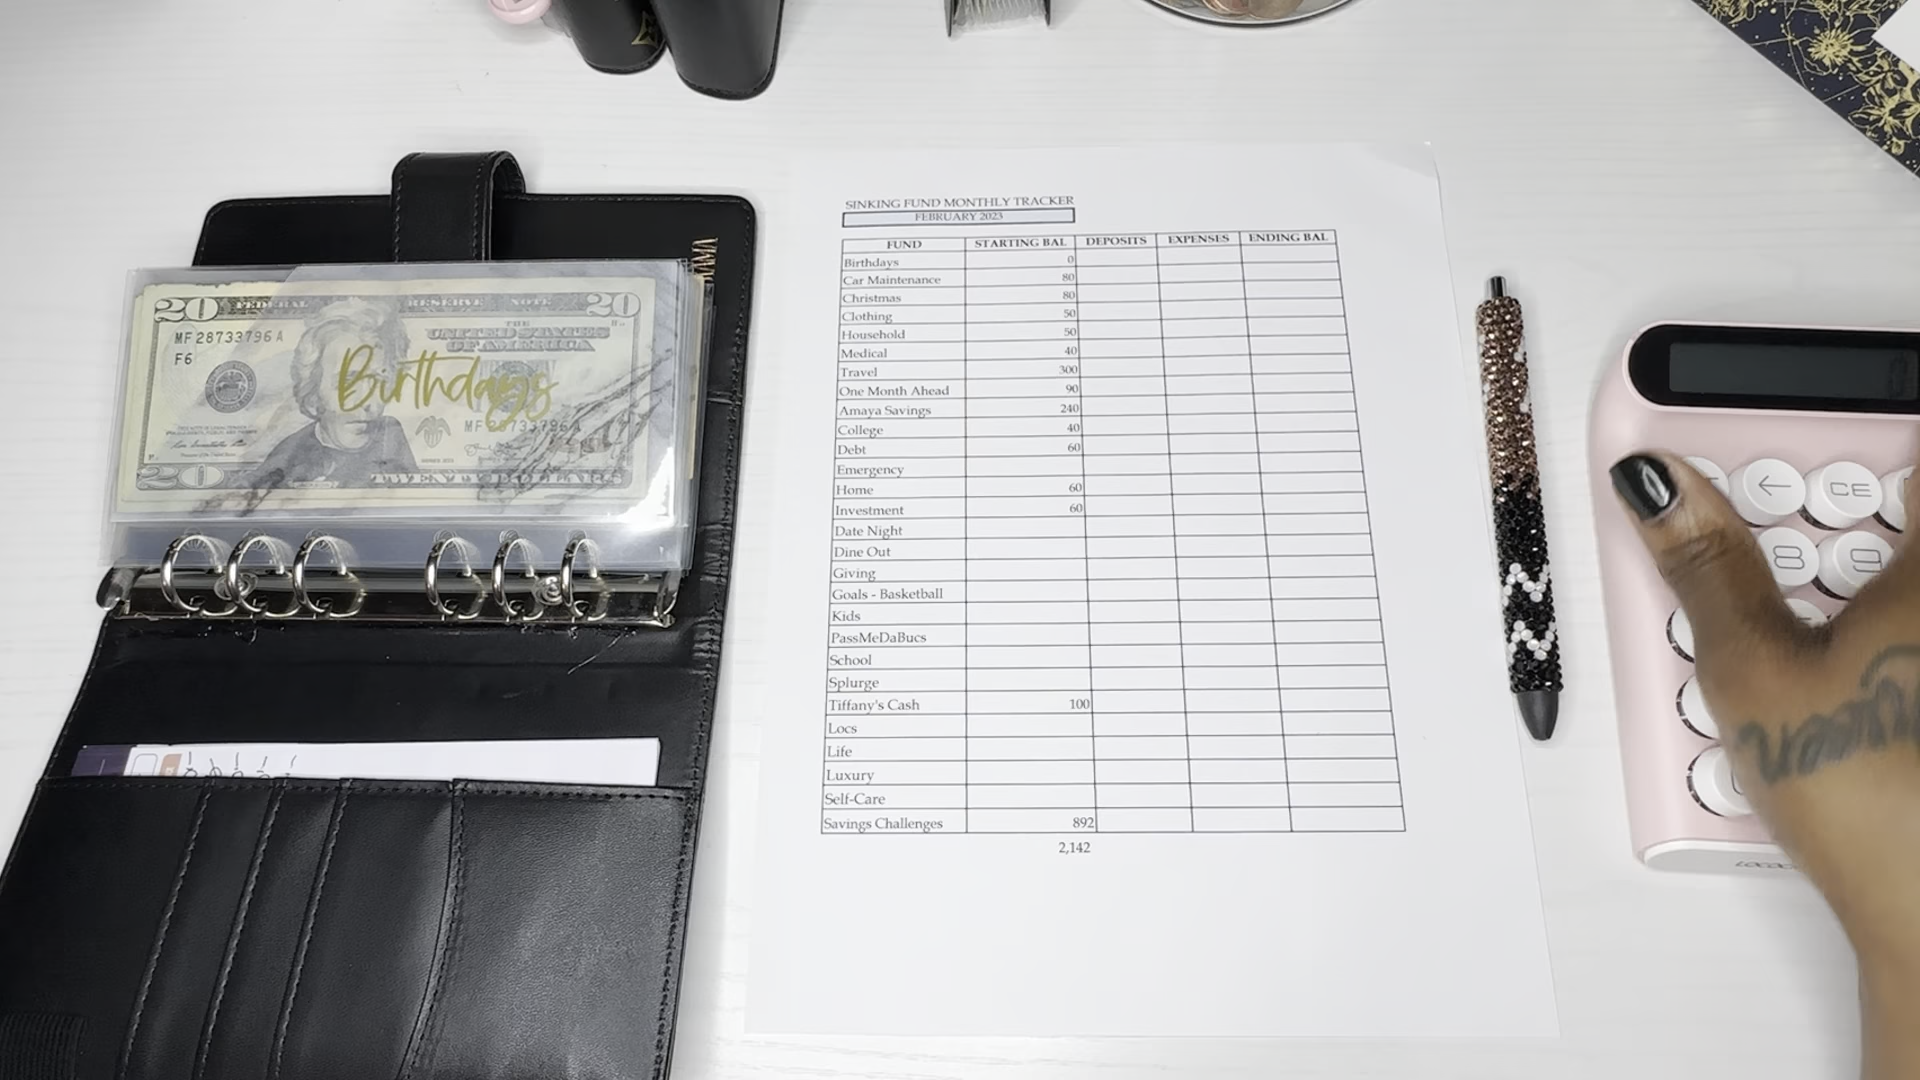 20 FEDERAL RESERVE NOTE 20
THE
UNITED STATES
OF AMERICA
MF 28733796 A
F6
Birthdays
MF 28733796 A
20 TWENTY DOLLARS
SINKING FUND MONTHLY TRACKER
FEBRUARY 2023
FUND STARTING BAL DEPOSITS EXPENSES ENDING BAL
Birthdays 0
Car Maintenance 80
Christmas 80
Clothing 50
Household 50
Medical 40
Travel 300
One Month Ahead 90
Amaya Savings 240
College 40
Debt 60
Emergency
Home 60
Investment 60
Date Night
Dine Out
Giving
Goals - Basketball
Kids
PassMeDaBucs
School
Splurge
Tiffany's Cash 100
Locs
Life
Luxury
Self-Care
Savings Challenges 892
2,142
← CE
8 9